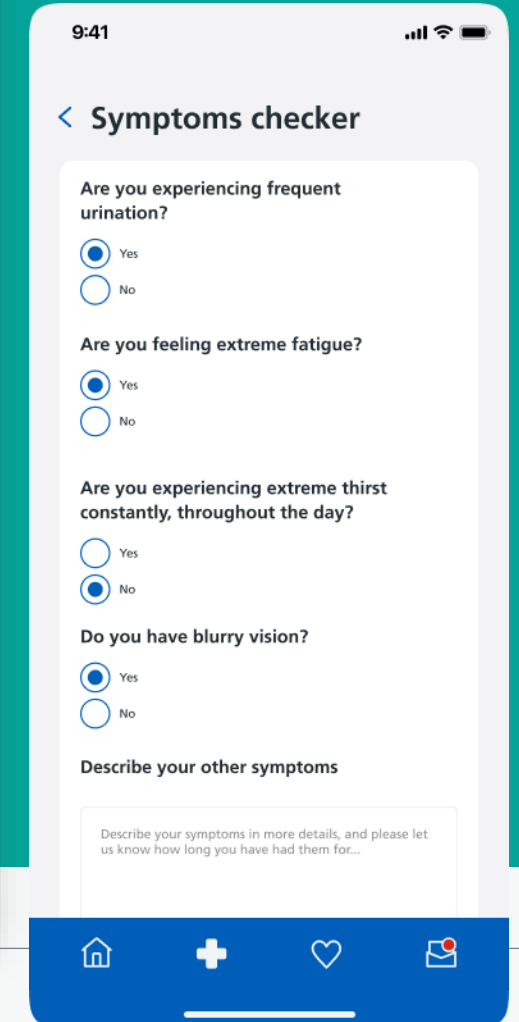 9:41
Symptoms checker
Are you experiencing frequent
urination?
Yes
No
Are you feeling extreme fatigue?
Yes
No
Are you experiencing extreme thirst
constantly, throughout the day?
Yes
No
Do you have blurry vision?
Yes
No
Describe your other symptoms
Describe your symptoms in more details, and please let
us know how long you have had them for...